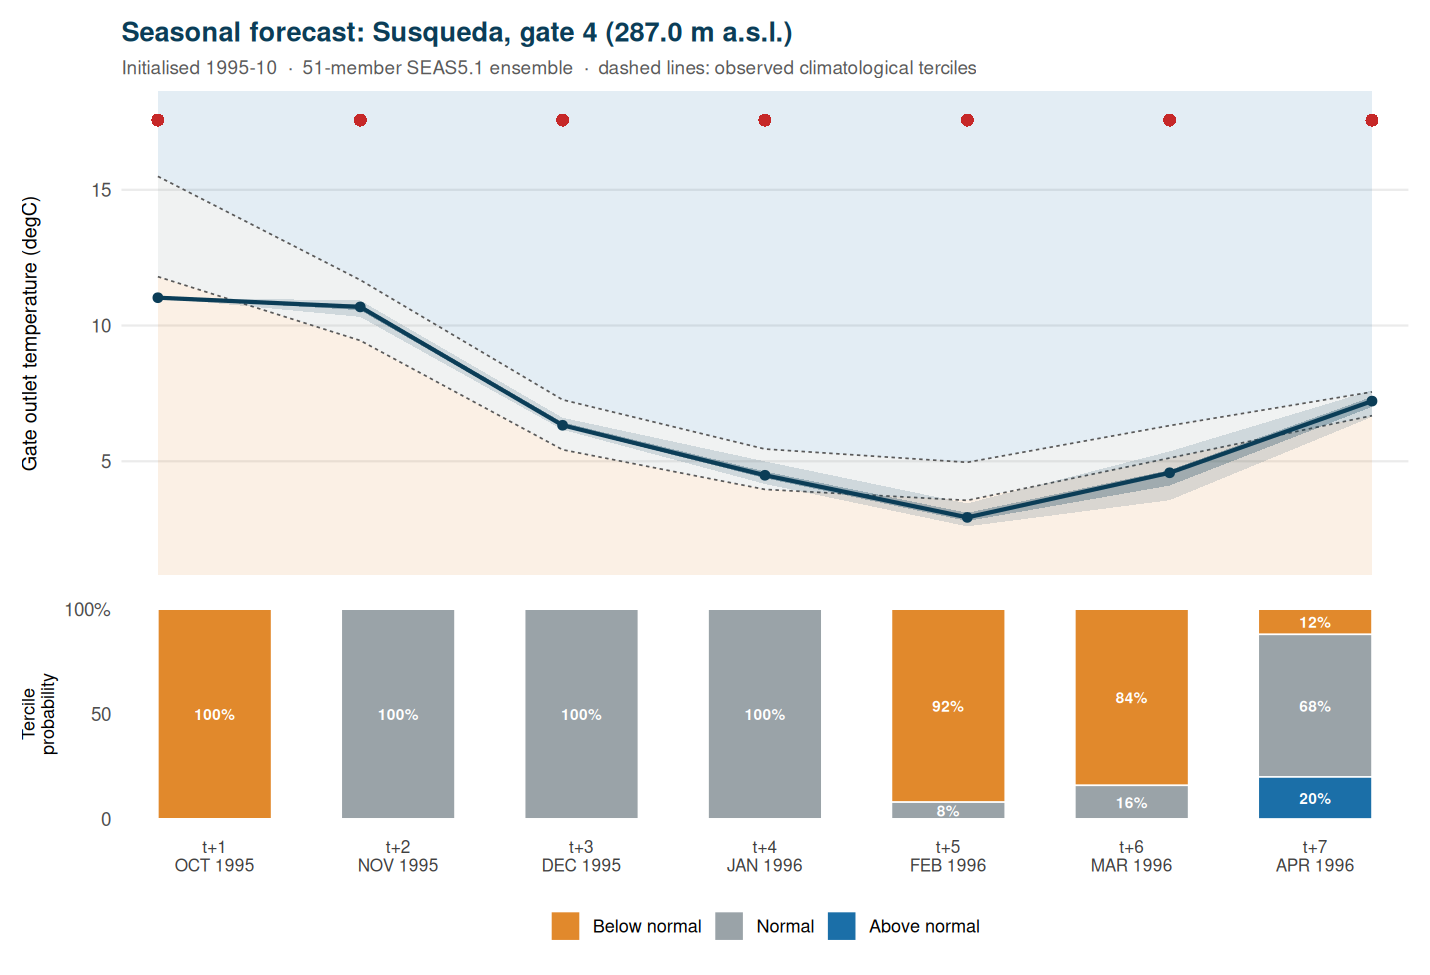 Seasonal forecast: Susqueda, gate 4 (287.0 m a.s.l.)
Initialised 1995-10 · 51-member SEAS5.1 ensemble · dashed lines: observed climatological terciles
Gate outlet temperature (degC)
15
10
5
Tercile
probability
100%
50
0
100%
100%
100%
100%
92%
8%
84%
16%
12%
68%
20%
t+1
OCT 1995
t+2
NOV 1995
t+3
DEC 1995
t+4
JAN 1996
t+5
FEB 1996
t+6
MAR 1996
t+7
APR 1996
Below normal
Normal
Above normal